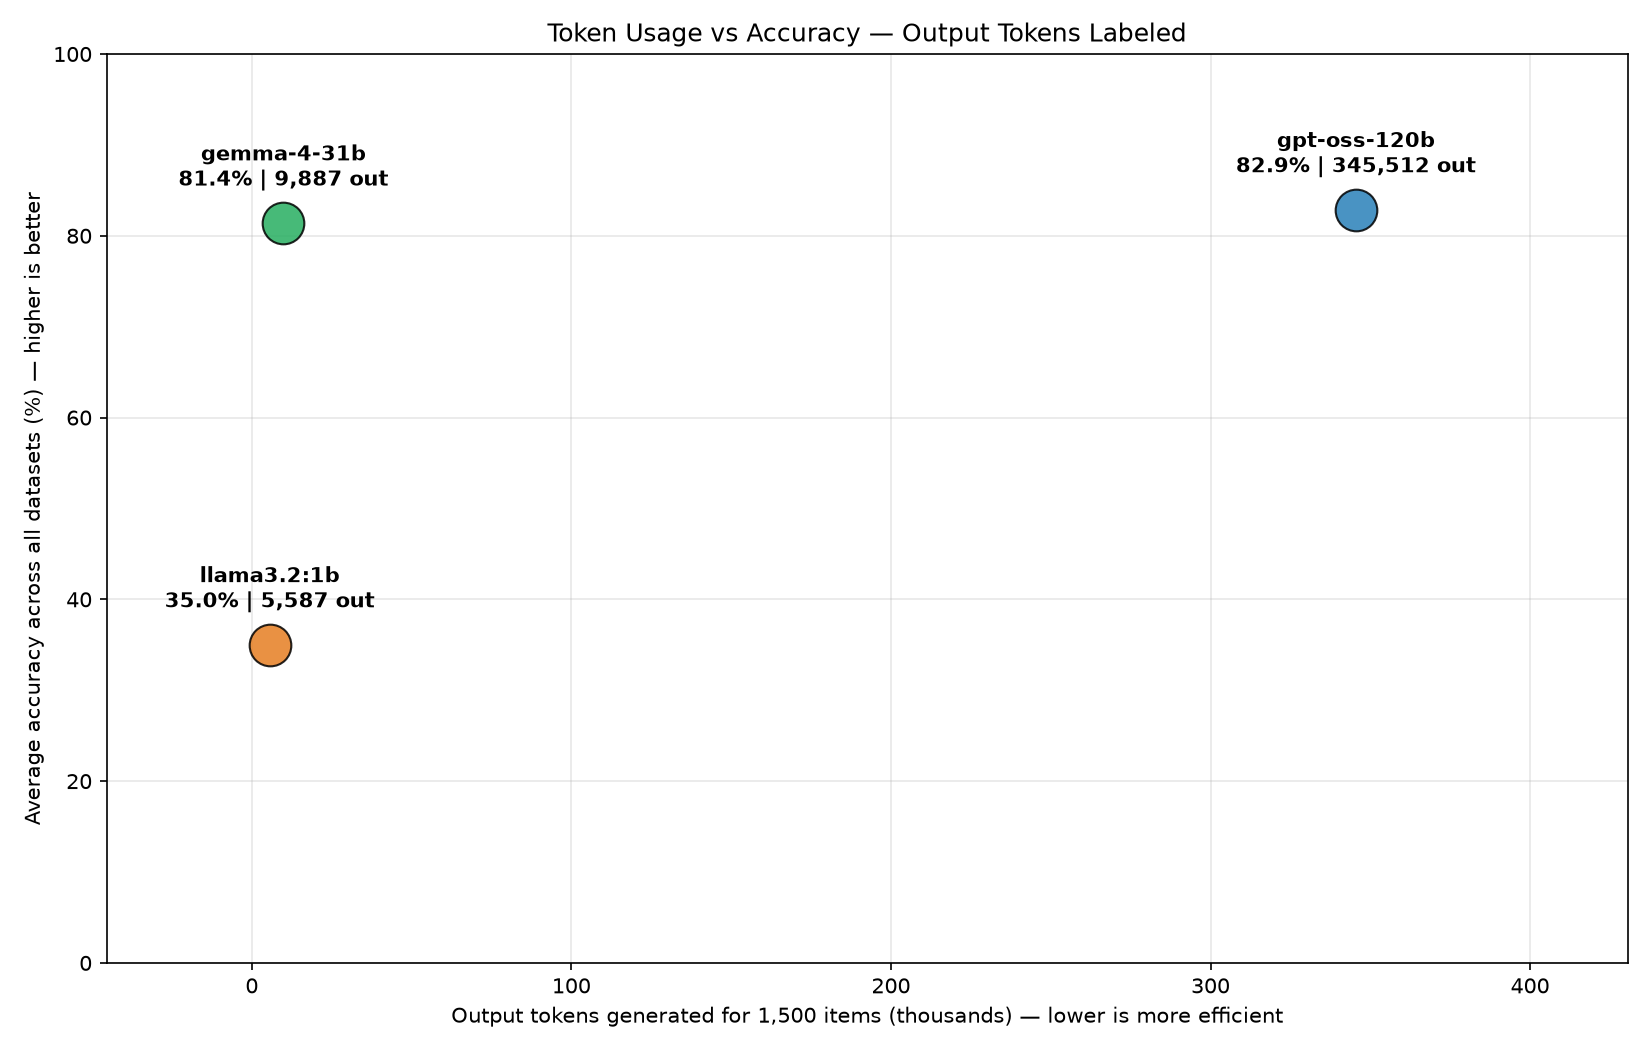 Token Usage vs Accuracy — Output Tokens Labeled
100
80
60
40
20
0
Average accuracy across all datasets (%) — higher is better
gemma-4-31b
81.4% | 9,887 out
gpt-oss-120b
82.9% | 345,512 out
llama3.2:1b
35.0% | 5,587 out
0 100 200 300 400
Output tokens generated for 1,500 items (thousands) — lower is more efficient